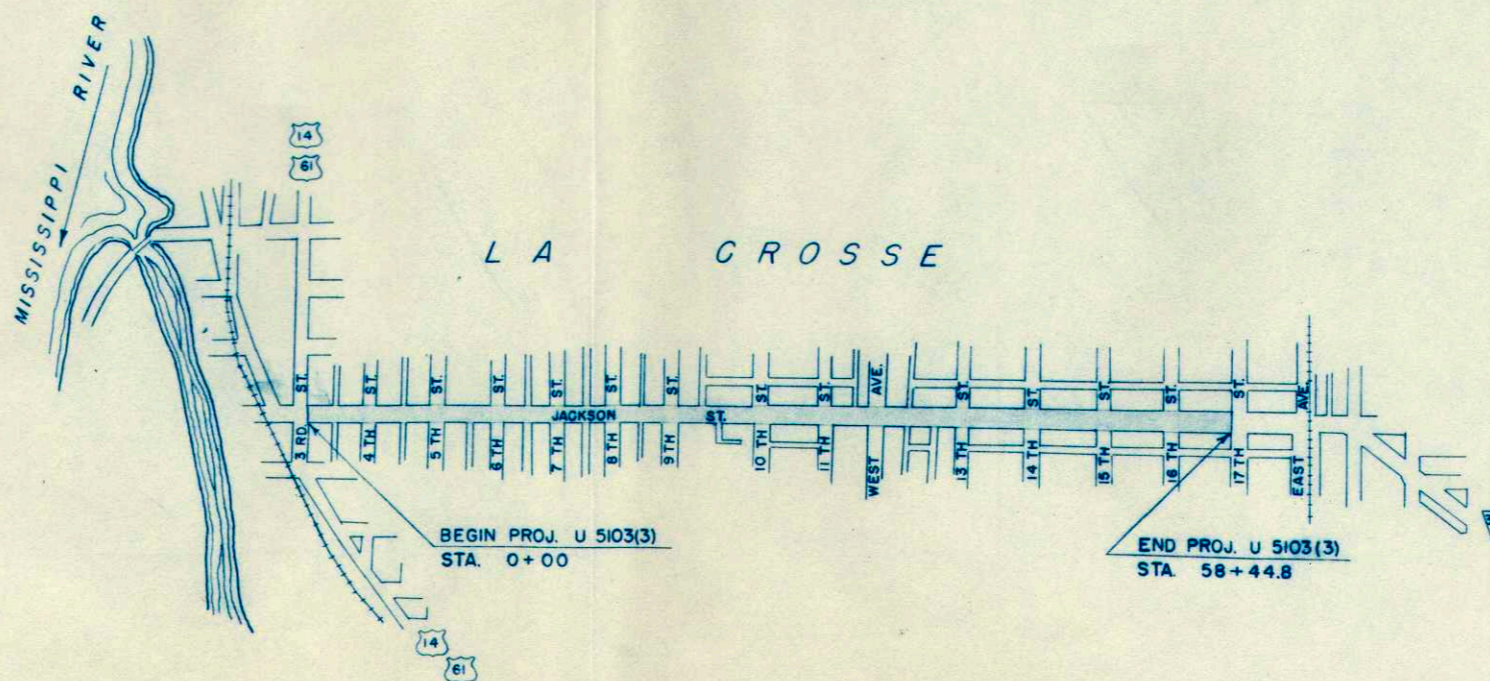 MISSISSIPPI RIVER
14
61
LA CROSSE
3 RD ST.
4 TH ST.
5 TH ST.
6 TH ST.
7 TH ST.
8 TH ST.
9 TH ST.
10 TH ST.
11 TH ST.
WEST AVE.
13 TH ST.
14 TH ST.
15 TH ST.
16 TH ST.
17 TH ST.
EAST AVE.
JACKSON ST.
BEGIN PROJ. U 5103(3)
STA. 0+00
END PROJ. U 5103(3)
STA. 58+44.8
14
61